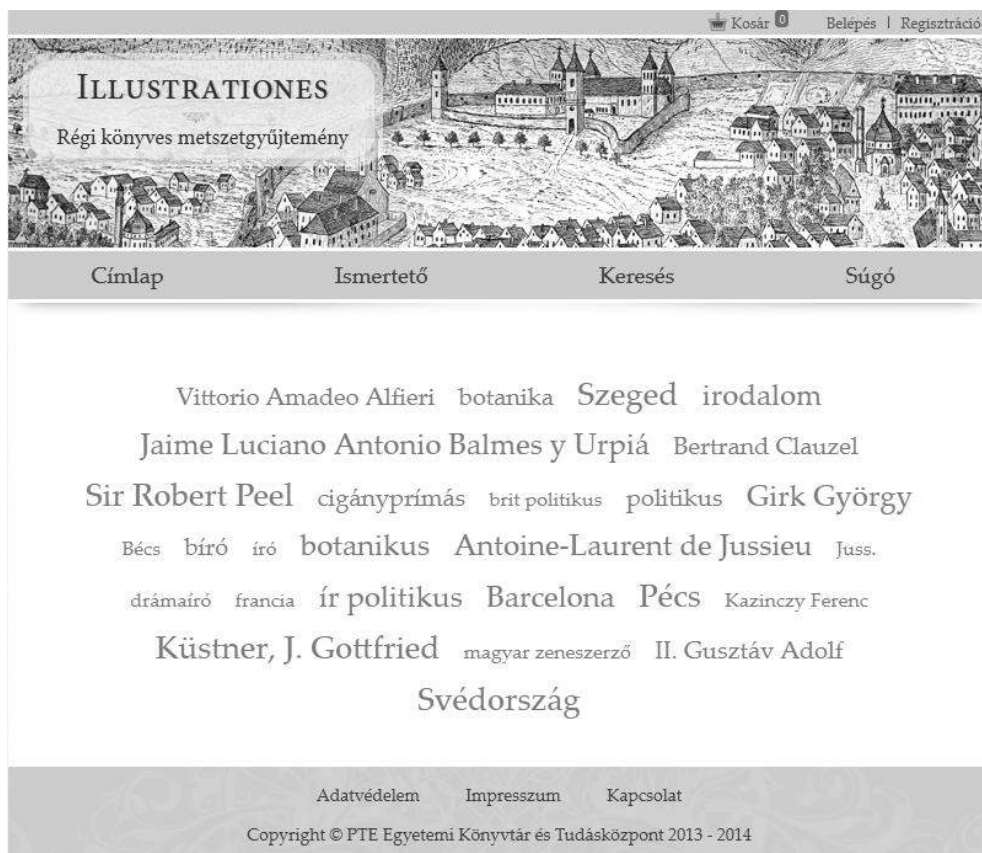 Kosár 0 Belépés | Regisztráció
ILLUSTRATIONES
Régi könyves metszetgyűjtemény
Címlap Ismertető Keresés Súgó
Vittorio Amadeo Alfieri botanika Szeged irodalom
Jaime Luciano Antonio Balmes y Urpiá Bertrand Clauzel
Sir Robert Peel cigányprímás brit politikus politikus Girk György
Bécs bíró író botanikus Antoine-Laurent de Jussieu Juss.
drámaíró francia ír politikus Barcelona Pécs Kazinczy Ferenc
Küstner, J. Gottfried magyar zeneszerző II. Gusztáv Adolf
Svédország
Adatvédelem Impresszum Kapcsolat
Copyright © PTE Egyetemi Könyvtár és Tudásközpont 2013 - 2014